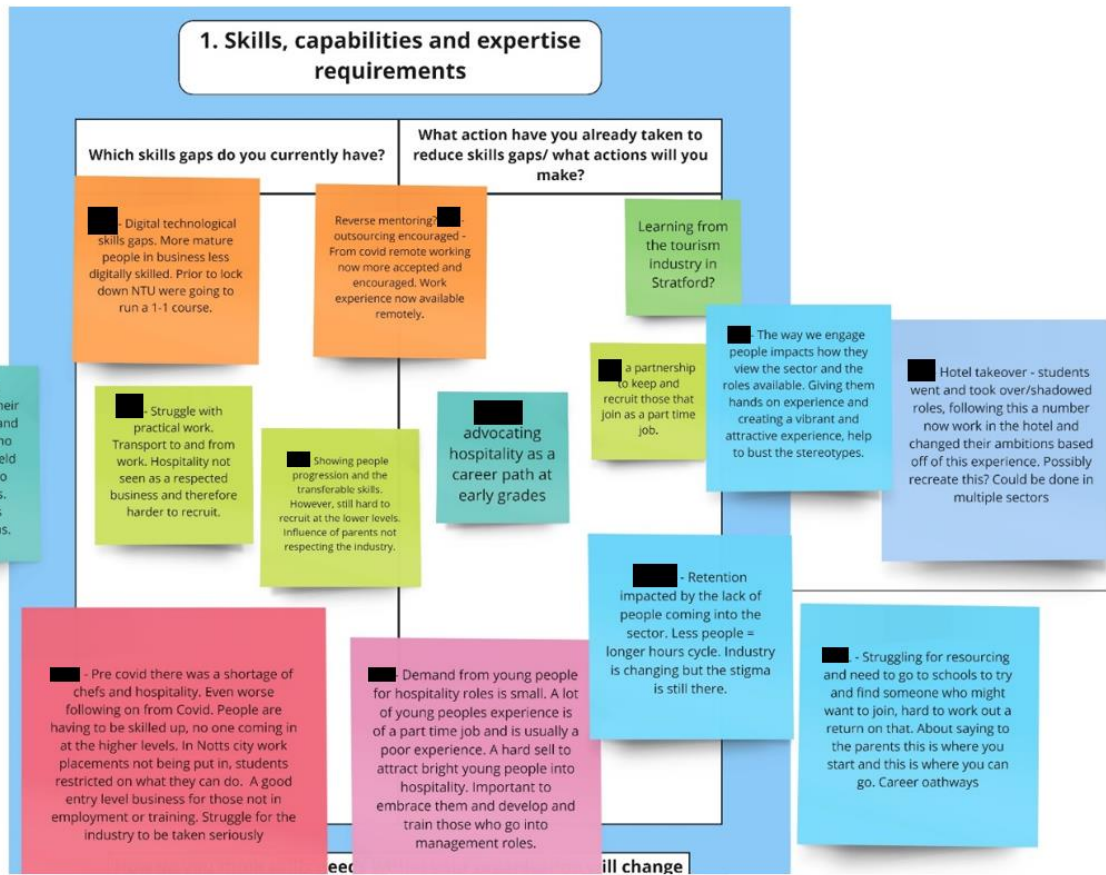 1. Skills, capabilities and expertise
requirements
Which skills gaps do you currently have?
What action have you already taken to
reduce skills gaps/ what actions will you
make?
- Digital technological
skills gaps. More mature
people in business less
digitally skilled. Prior to lock
down NTU were going to
run a 1-1 course.
Reverse mentoring? -
outsourcing encouraged -
From covid remote working
now more accepted and
encouraged. Work
experience now available
remotely.
Learning from
the tourism
industry in
Stratford?
- Struggle with
practical work.
Transport to and from
work. Hospitality not
seen as a respected
business and therefore
harder to recruit.
Showing people
progression and the
transferable skills.
However, still hard to
recruit at the lower levels.
Influence of parents not
respecting the industry.
advocating
hospitality as a
career path at
early grades
a partnership
to keep and
recruit those that
join as a part time
job.
- The way we engage
people impacts how they
view the sector and the
roles available. Giving them
hands on experience and
creating a vibrant and
attractive experience, help
to bust the stereotypes.
Hotel takeover - students
went and took over/shadowed
roles, following this a number
now work in the hotel and
changed their ambitions based
off of this experience. Possibly
recreate this? Could be done in
multiple sectors
- Pre covid there was a shortage of
chefs and hospitality. Even worse
following on from Covid. People are
having to be skilled up, no one coming in
at the higher levels. In Notts city work
placements not being put in, students
restricted on what they can do. A good
entry level business for those not in
employment or training. Struggle for the
industry to be taken seriously
- Demand from young people
for hospitality roles is small. A lot
of young peoples experience is
of a part time job and is usually a
poor experience. A hard sell to
attract bright young people into
hospitality. Important to
embrace them and develop and
train those who go into
management roles.
- Retention
impacted by the lack of
people coming into the
sector. Less people =
longer hours cycle. Industry
is changing but the stigma
is still there.
. - Struggling for resourcing
and need to go to schools to try
and find someone who might
want to join, hard to work out a
return on that. About saying to
the parents this is where you
start and this is where you can
go. Career oathways
ill change